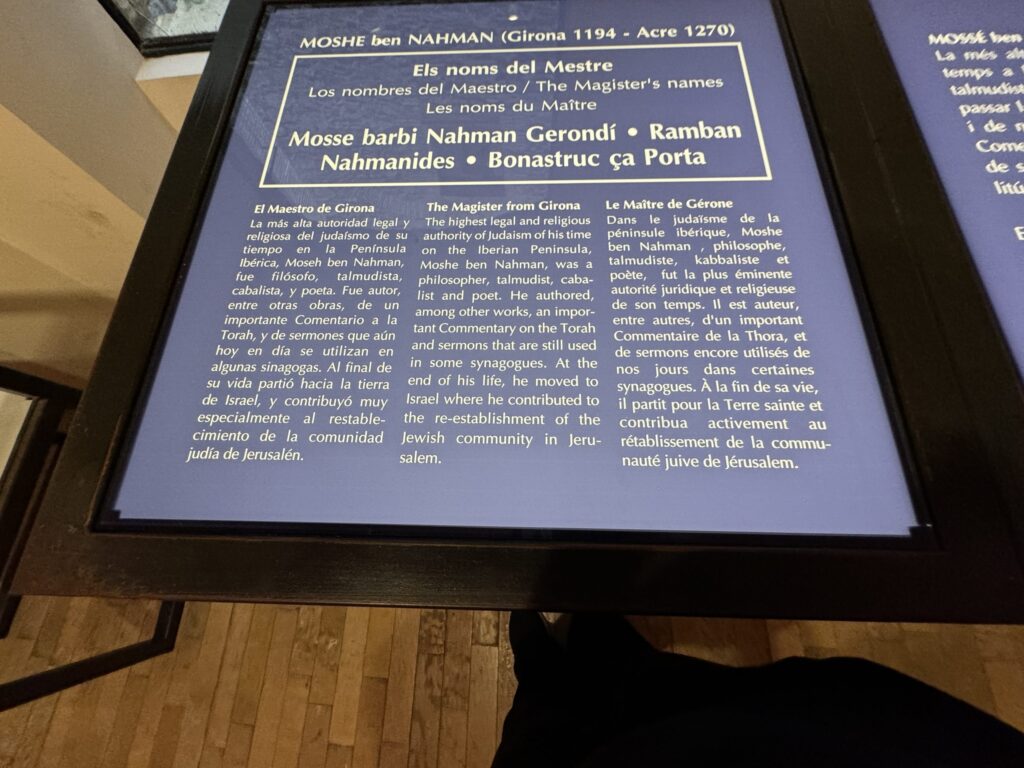 MOSHE ben NAHMAN (Girona 1194 - Acre 1270)
Els noms del Mestre
Los nombres del Maestro / The Magister's names
Les noms du Maître
Mosse barbi Nahman Gerondí • Ramban
Nahmanides • Bonastruc ça Porta
El Maestro de Girona
La más alta autoridad legal y
religiosa del judaísmo de su
tiempo en la Península
Ibérica, Moseh ben Nahman,
fue filósofo, talmudista,
cabalista, y poeta. Fue autor,
entre otras obras, de un
importante Comentario a la
Torah, y de sermones que aún
hoy en día se utilizan en
algunas sinagogas. Al final de
su vida partió hacia la tierra
de Israel, y contribuyó muy
especialmente al restable-
cimiento de la comunidad
judía de Jerusalén.
The Magister from Girona
The highest legal and religious
authority of Judaism of his time
on the Iberian Peninsula,
Moshe ben Nahman, was a
philosopher, talmudist, caba-
list and poet. He authored,
among other works, an impor-
tant Commentary on the Torah
and sermons that are still used
in some synagogues. At the
end of his life, he moved to
Israel where he contributed to
the re-establishment of the
Jewish community in Jeru-
salem.
Le Maître de Gérone
Dans le judaïsme de la
péninsule ibérique, Moshe
ben Nahman , philosophe,
talmudiste, kabbaliste et
poète, fut la plus éminente
autorité juridique et religieuse
de son temps. Il est auteur,
entre autres, d'un important
Commentaire de la Thora, et
de sermons encore utilisés de
nos jours dans certaines
synagogues. À la fin de sa vie,
il partit pour la Terre sainte et
contribua activement au
rétablissement de la commu-
nauté juive de Jérusalem.
MOSSÉ ben
La més
temps a
talmudist
passar
i de
Come
de
litú